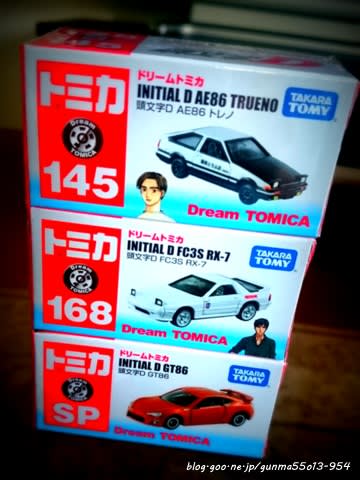 トミカ
Dream TOMICA
145
ドリームトミカ
INITIAL D AE86 TRUENO
頭文字D AE86 トレノ
TAKARA TOMY
Dream TOMICA
トミカ
Dream TOMICA
168
ドリームトミカ
INITIAL D FC3S RX-7
頭文字D FC3S RX-7
TAKARA TOMY
Dream TOMICA
トミカ
SP
ドリームトミカ
INITIAL D GT86
頭文字D GT86
TAKARA TOMY
Dream TOMICA
blog.goo.ne.jp/gunma55o13-954